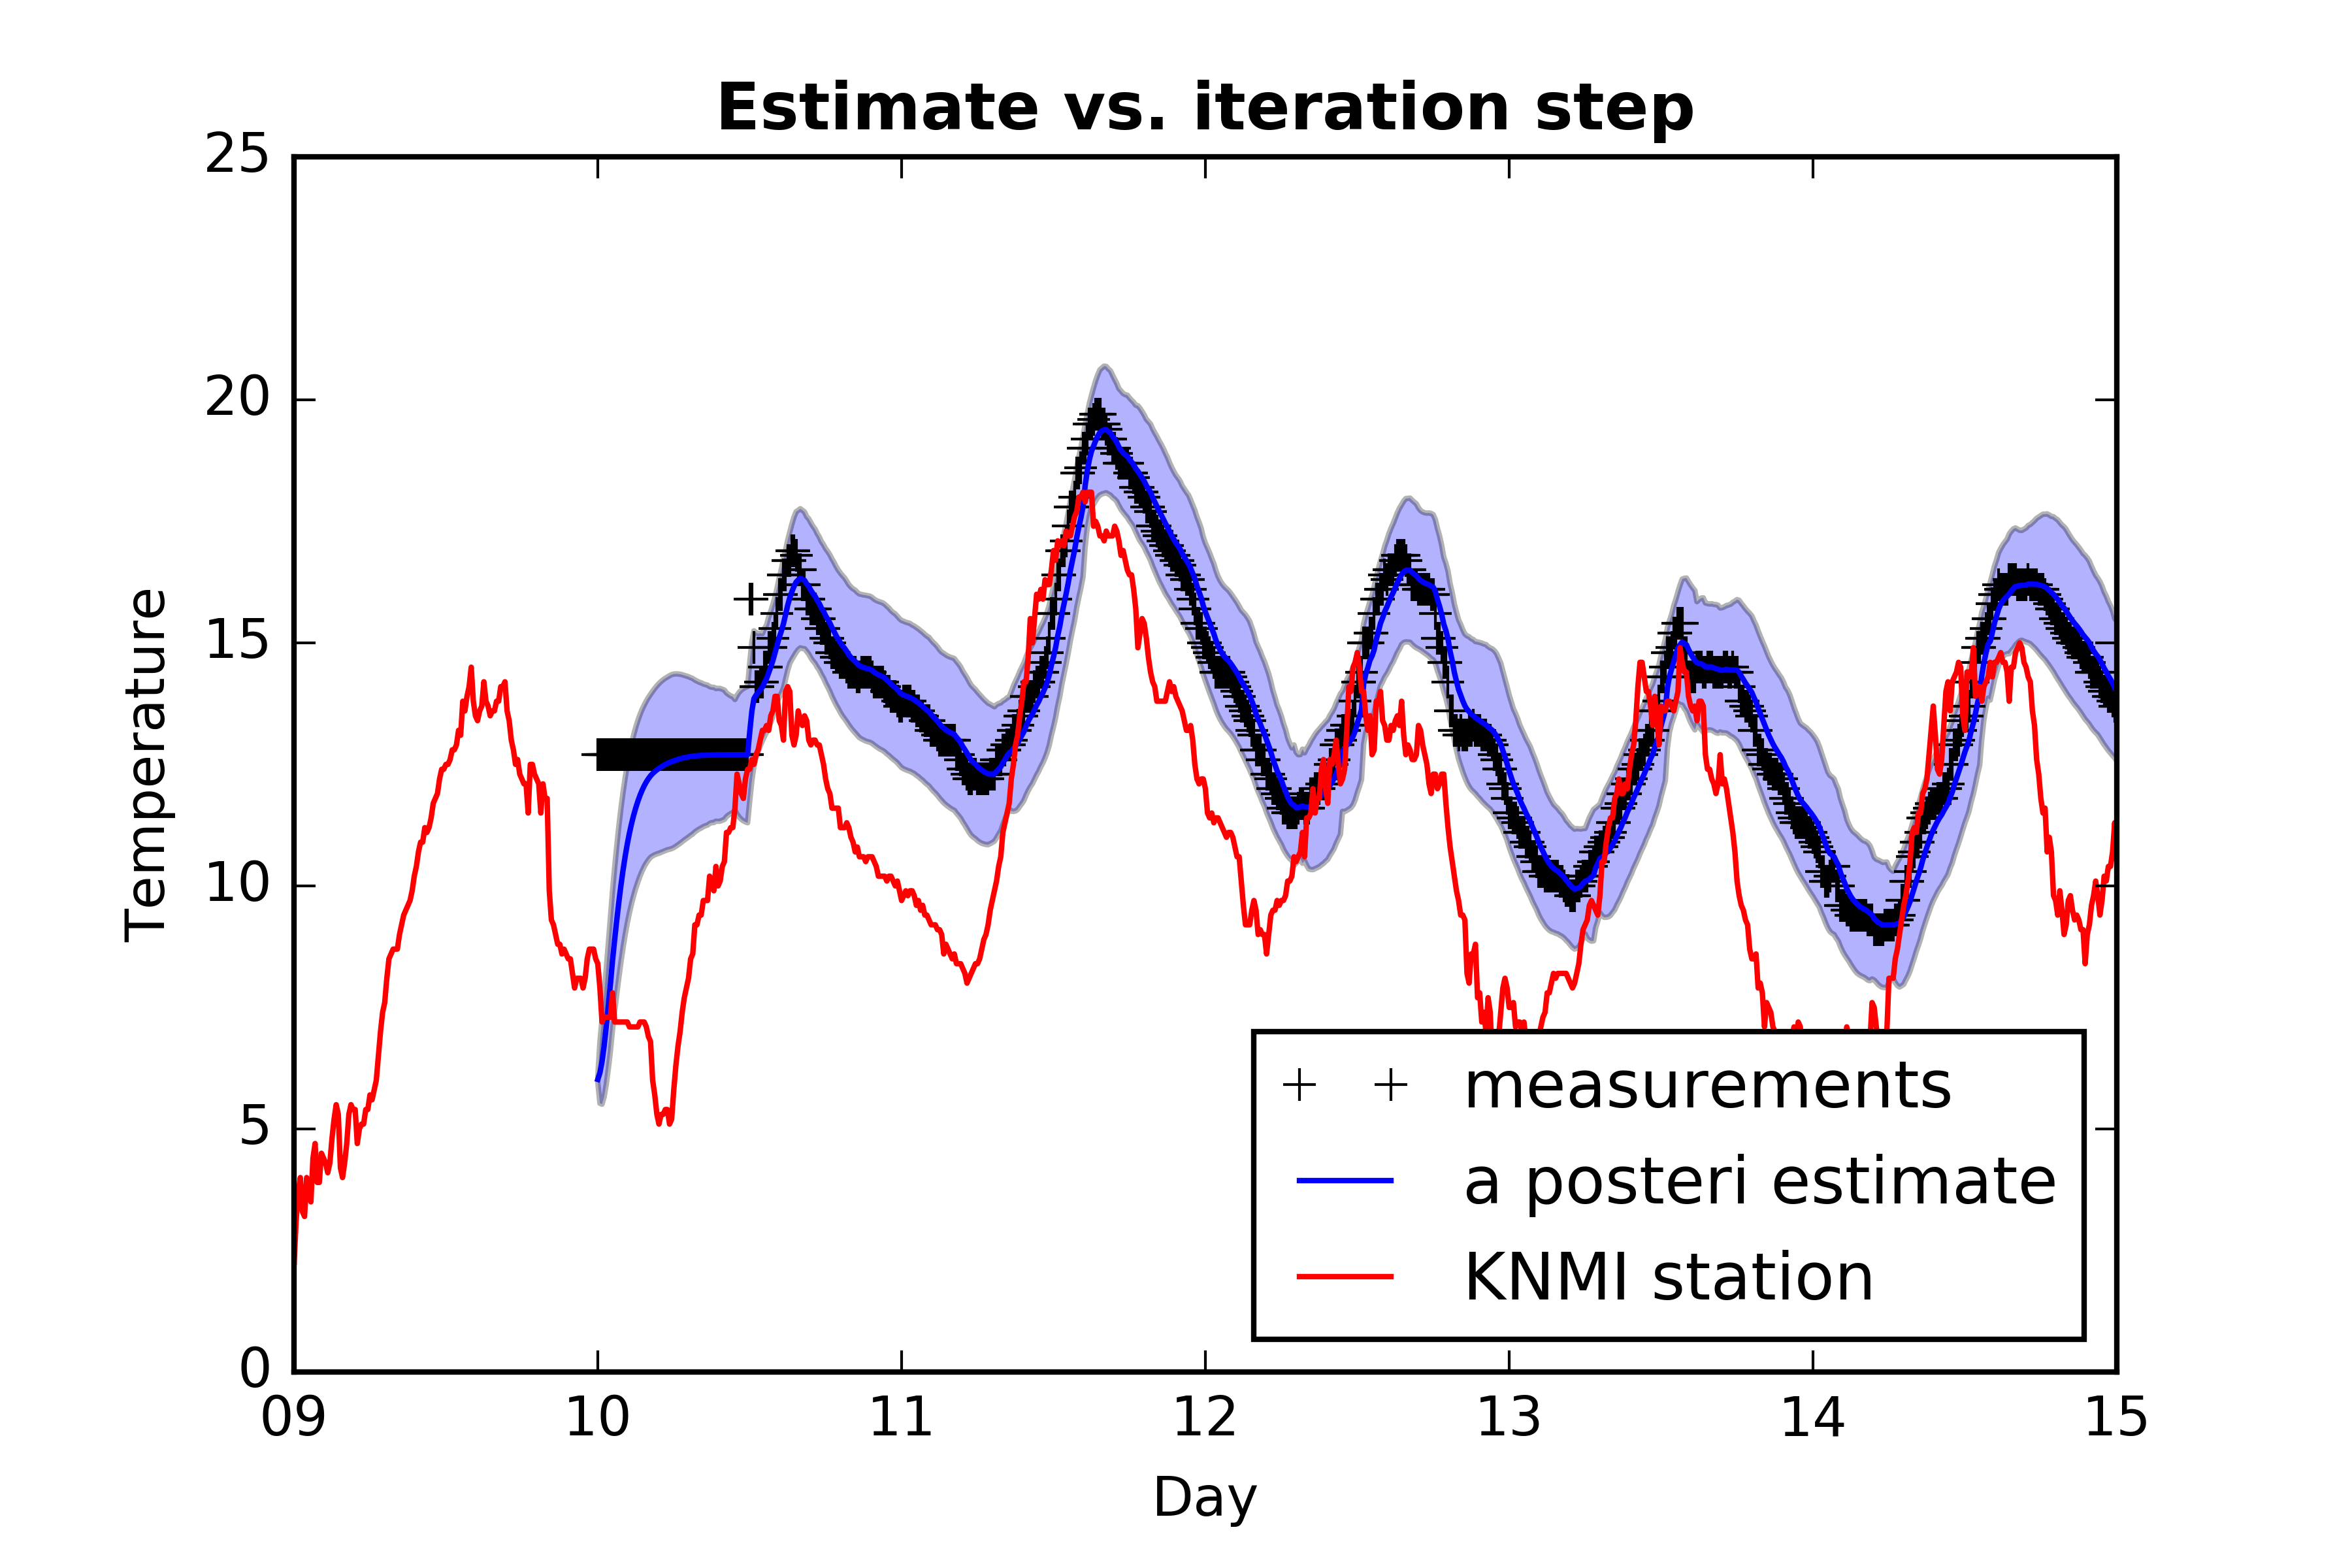 Estimate vs. iteration step
25
20
15
10
5
0
Temperature
09 10 11 12 13 14 15
Day
measurements
a posteri estimate
KNMI station